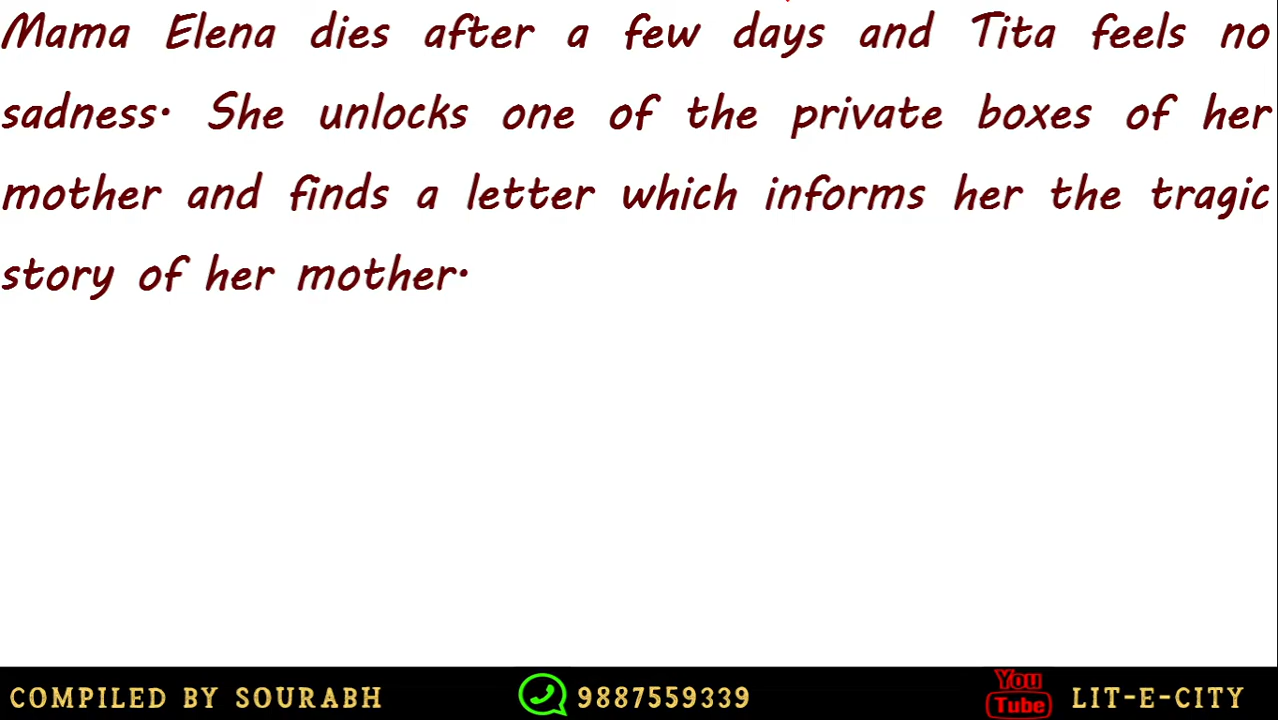 Mama Elena dies after a few days and Tita feels no
sadness. She unlocks one of the private boxes of her
mother and finds a letter which informs her the tragic
story of her mother.
COMPILED BY SOURABH 9887559339 You Tube LIT-E-CITY